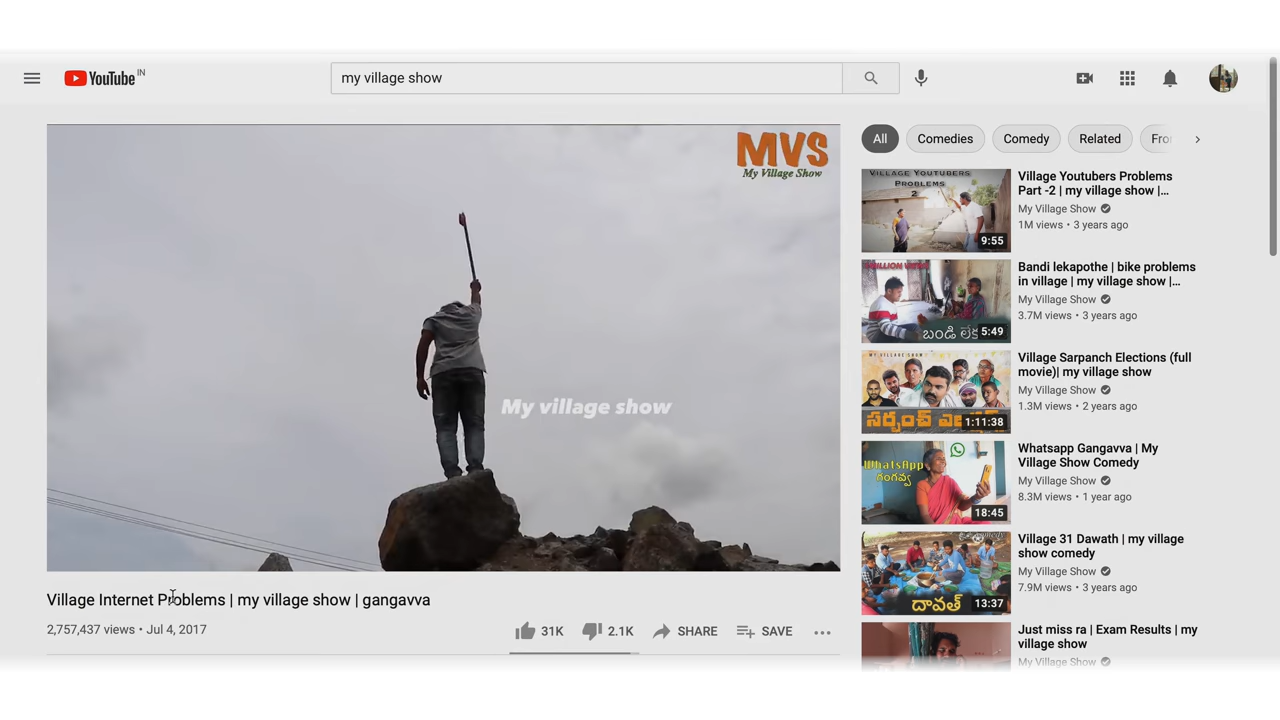 YouTube IN
my village show
MVS
My Village Show
My village show
Village Internet Problems | my village show | gangavva
2,757,437 views • Jul 4, 2017
31K
2.1K
SHARE
SAVE
All
Comedies
Comedy
Related
VILLAGE YOUTUBERS
PROBLEMS
2
9:55
Village Youtubers Problems
Part -2 | my village show |...
My Village Show
1M views • 3 years ago
5:49
Bandi lekapothe | bike problems
in village | my village show |...
My Village Show
3.7M views • 3 years ago
MY VILLAGE SHOW
1:11:38
Village Sarpanch Elections (full
movie)| my village show
My Village Show
1.3M views • 2 years ago
WhatsApp
గంగవ్వ
18:45
Whatsapp Gangavva | My
Village Show Comedy
My Village Show
8.3M views • 1 year ago
దావత్
13:37
Village 31 Dawath | my village
show comedy
My Village Show
7.9M views • 3 years ago
Just miss ra | Exam Results | my
village show
My Village Show